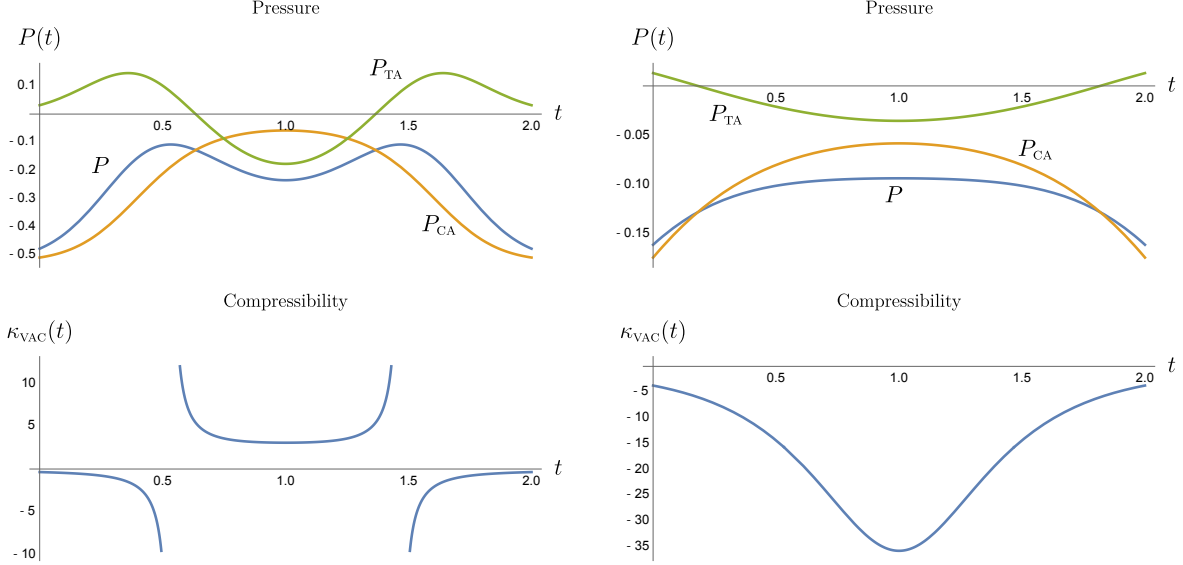 Pressure
P(t)
0.1
- 0.1
- 0.2
- 0.3
- 0.4
- 0.5
0.5
1.0
1.5
2.0
t
P_TA
P
P_CA
Pressure
P(t)
- 0.05
- 0.10
- 0.15
0.5
1.0
1.5
2.0
t
P_TA
P_CA
P
Compressibility
κ_VAC(t)
10
5
- 5
- 10
0.5
1.0
1.5
2.0
t
Compressibility
κ_VAC(t)
- 5
- 10
- 15
- 20
- 25
- 30
- 35
0.5
1.0
1.5
2.0
t